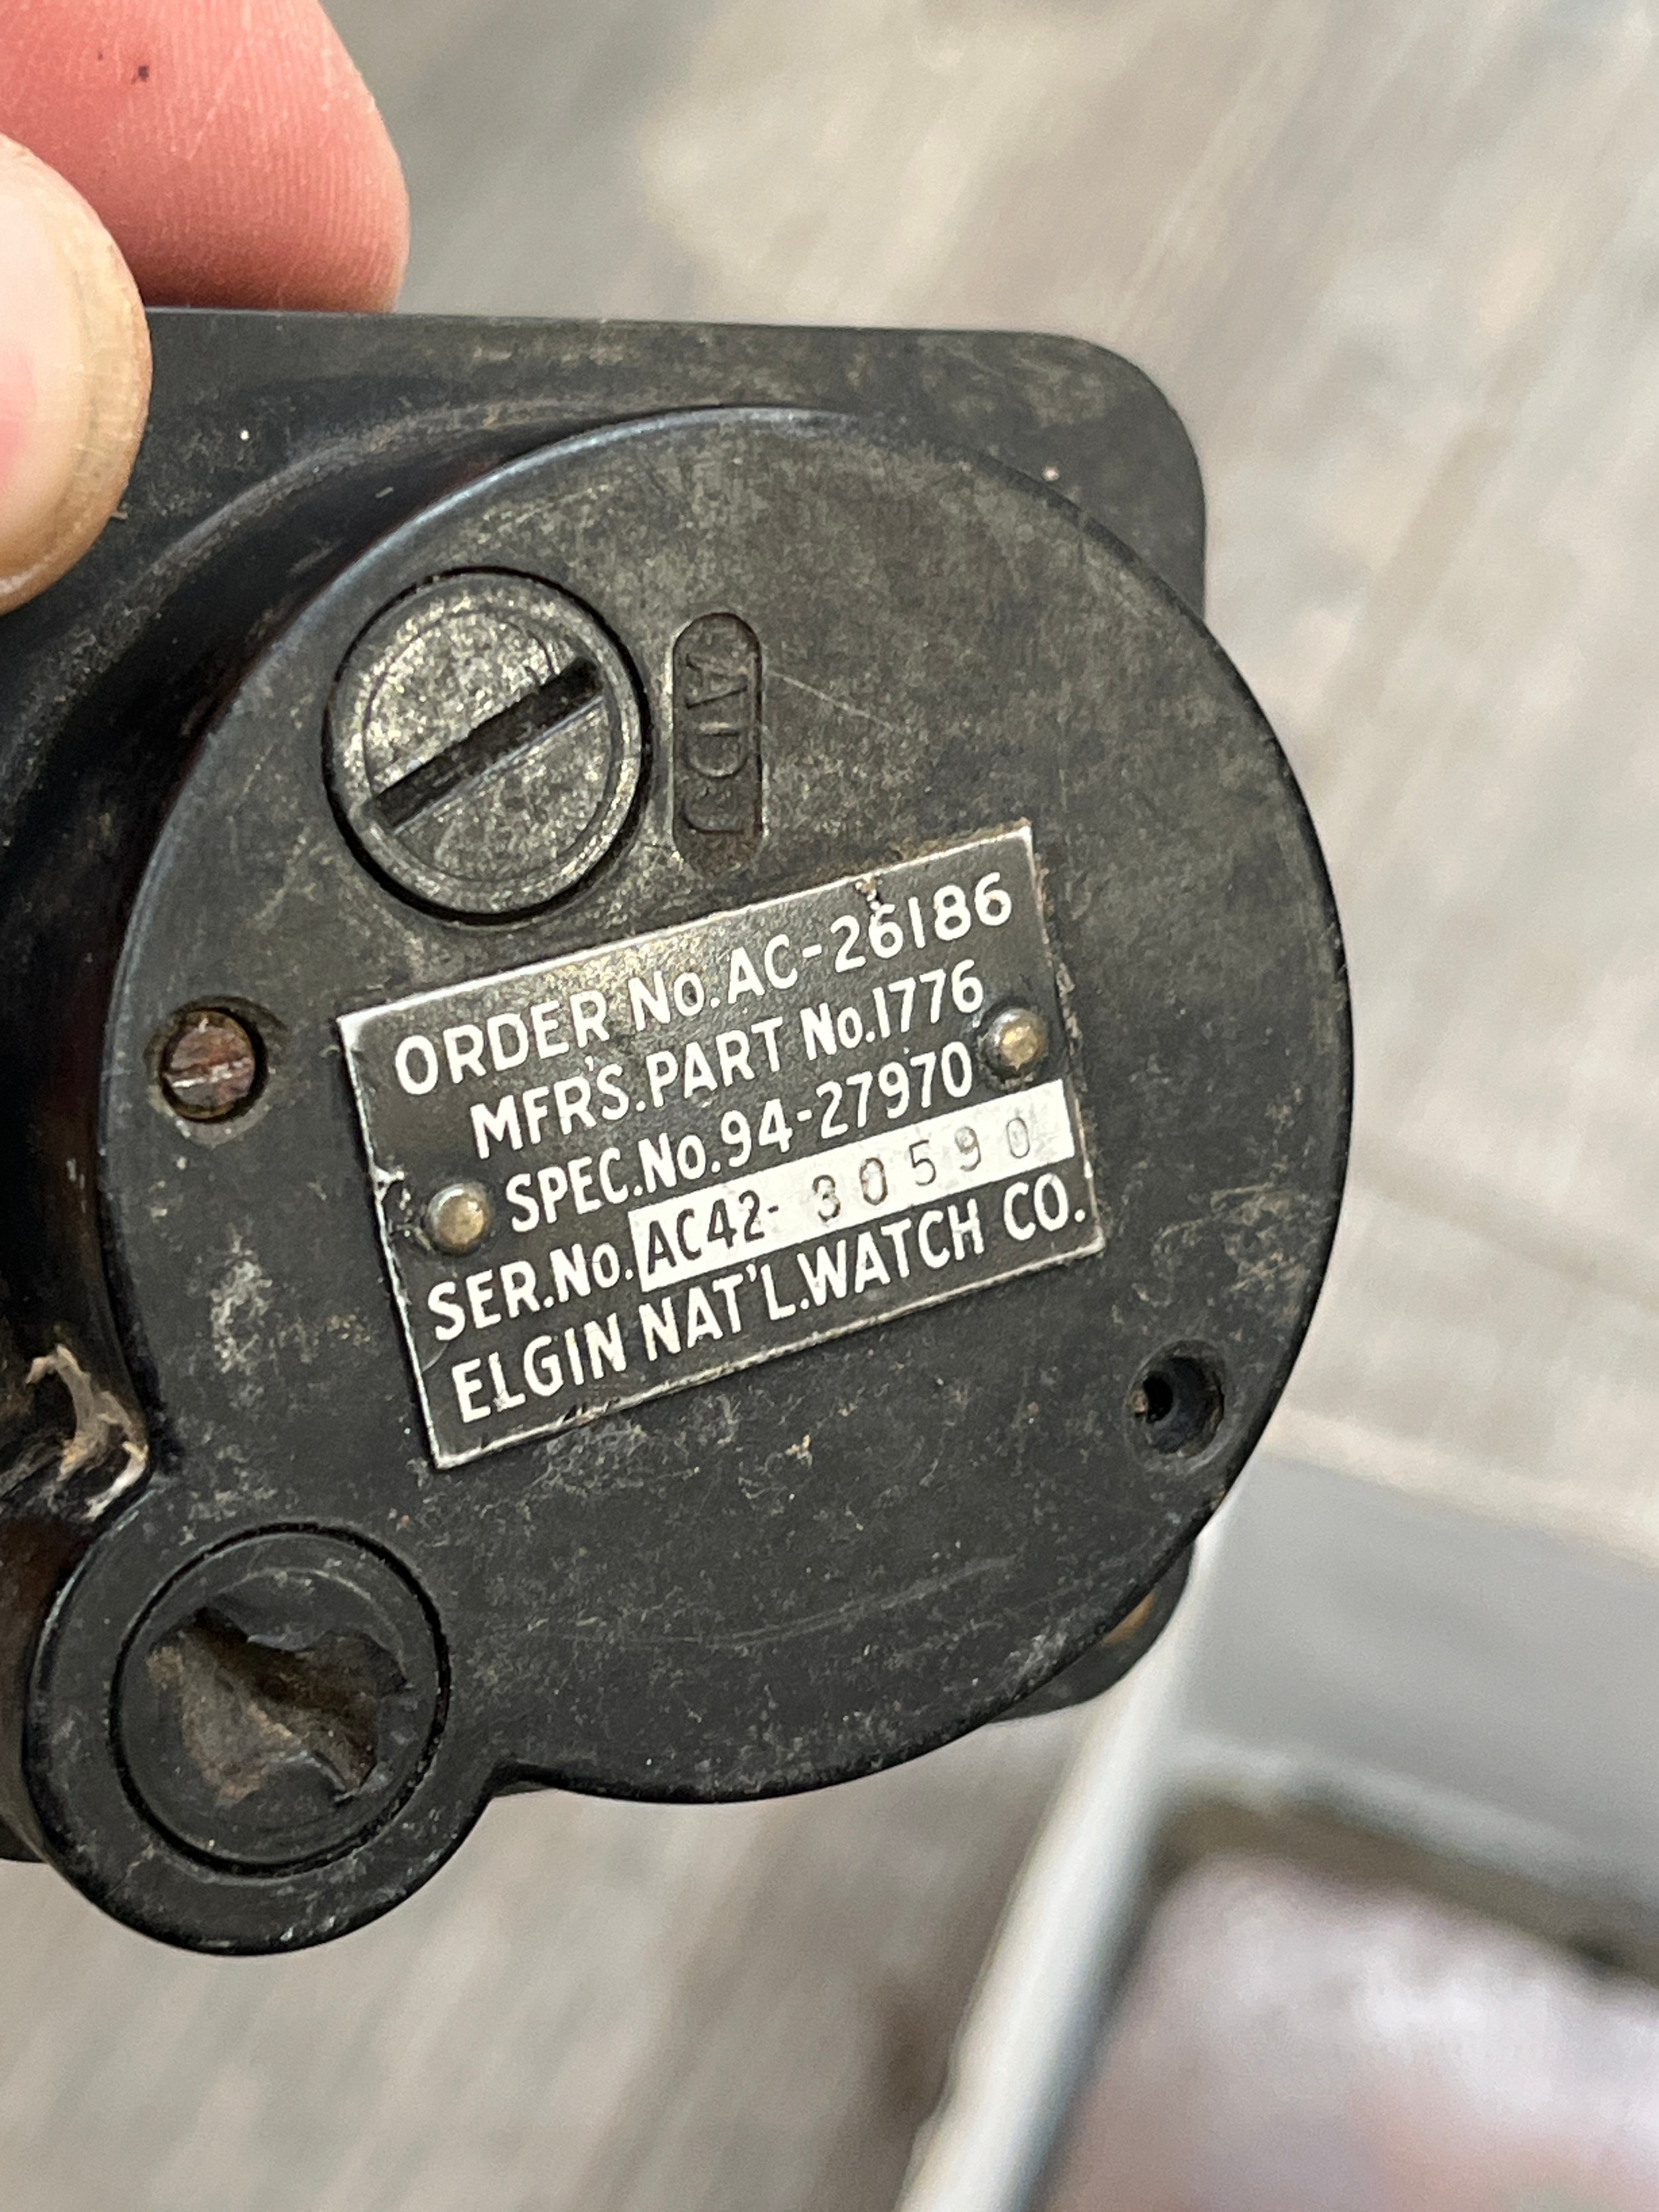 ADJ
ORDER No.AC-26186
MFR'S.PART No.1776
SPEC.No.94-27970
SER.No.AC42-30590
ELGIN NAT'L.WATCH CO.